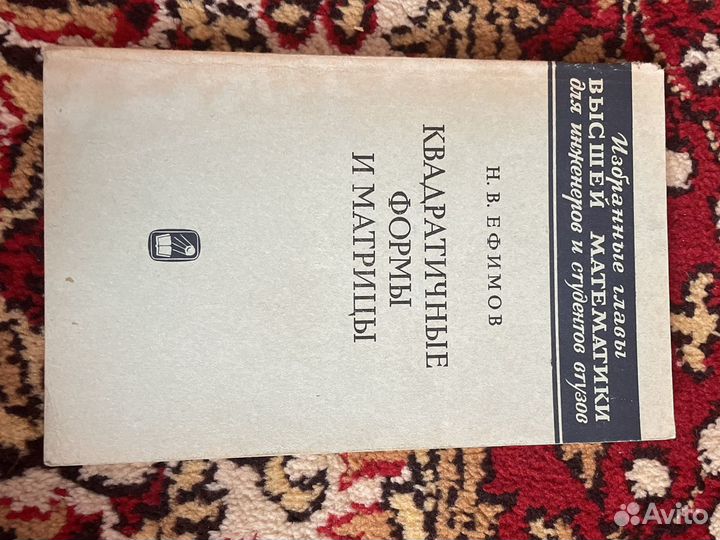 Избранные главы
ВЫСШЕЙ МАТЕМАТИКИ
для инженеров и студентов втузов
Н. В. ЕФИМОВ
КВАДРАТИЧНЫЕ
ФОРМЫ
И МАТРИЦЫ
Avito